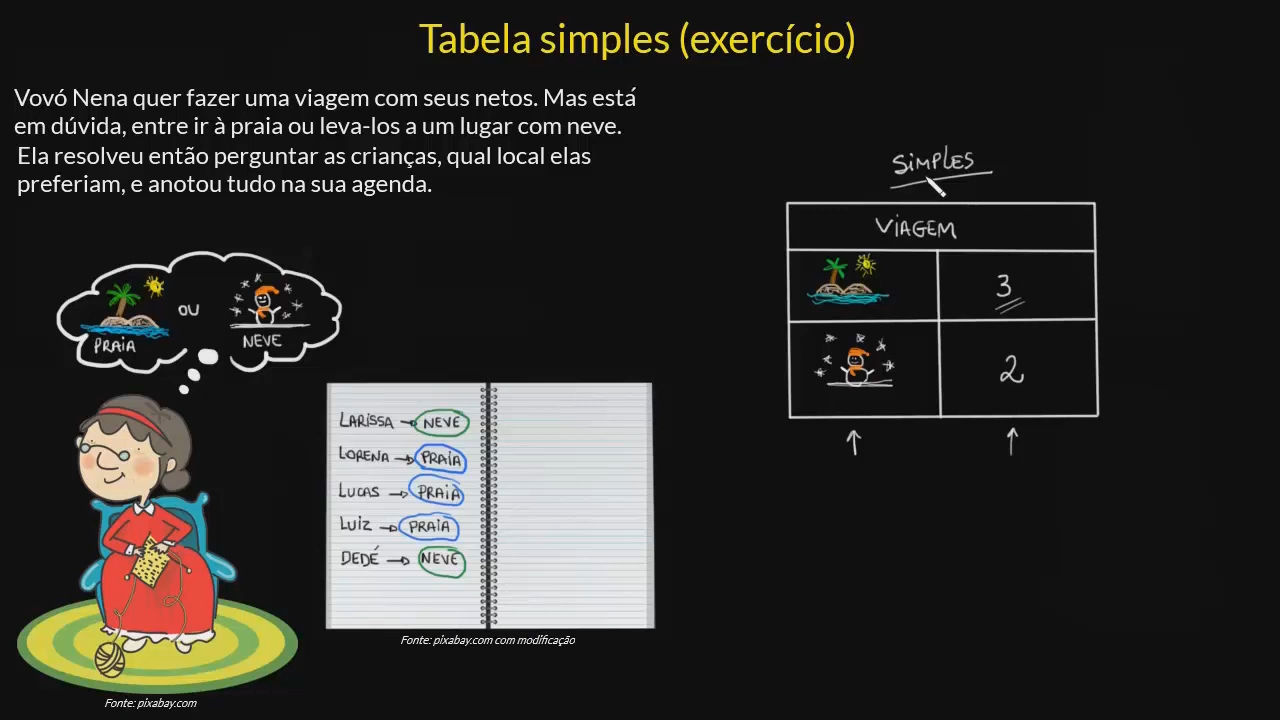 Tabela simples (exercício)
Vovó Nena quer fazer uma viagem com seus netos. Mas está
em dúvida, entre ir à praia ou leva-los a um lugar com neve.
Ela resolveu então perguntar as crianças, qual local elas
preferiam, e anotou tudo na sua agenda.
OU
PRAIA
NEVE
LARISSA → NEVE
LORENA → PRAIA
LUCAS → PRAIA
LUIZ → PRAIA
DEDÉ → NEVE
Fonte: pixabay.com com modificação
Fonte: pixabay.com
SIMPLES
VIAGEM
3
2